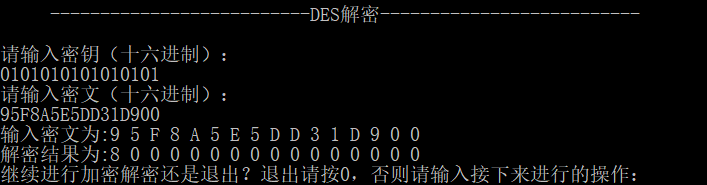 --------------------------DES解密--------------------------
请输入密钥（十六进制）：
0101010101010101
请输入密文（十六进制）：
95F8A5E5DD31D900
输入密文为:9 5 F 8 A 5 E 5 D D 3 1 D 9 0 0
解密结果为:8 0 0 0 0 0 0 0 0 0 0 0 0 0 0 0
继续进行加密解密还是退出？退出请按0，否则请输入接下来进行的操作：